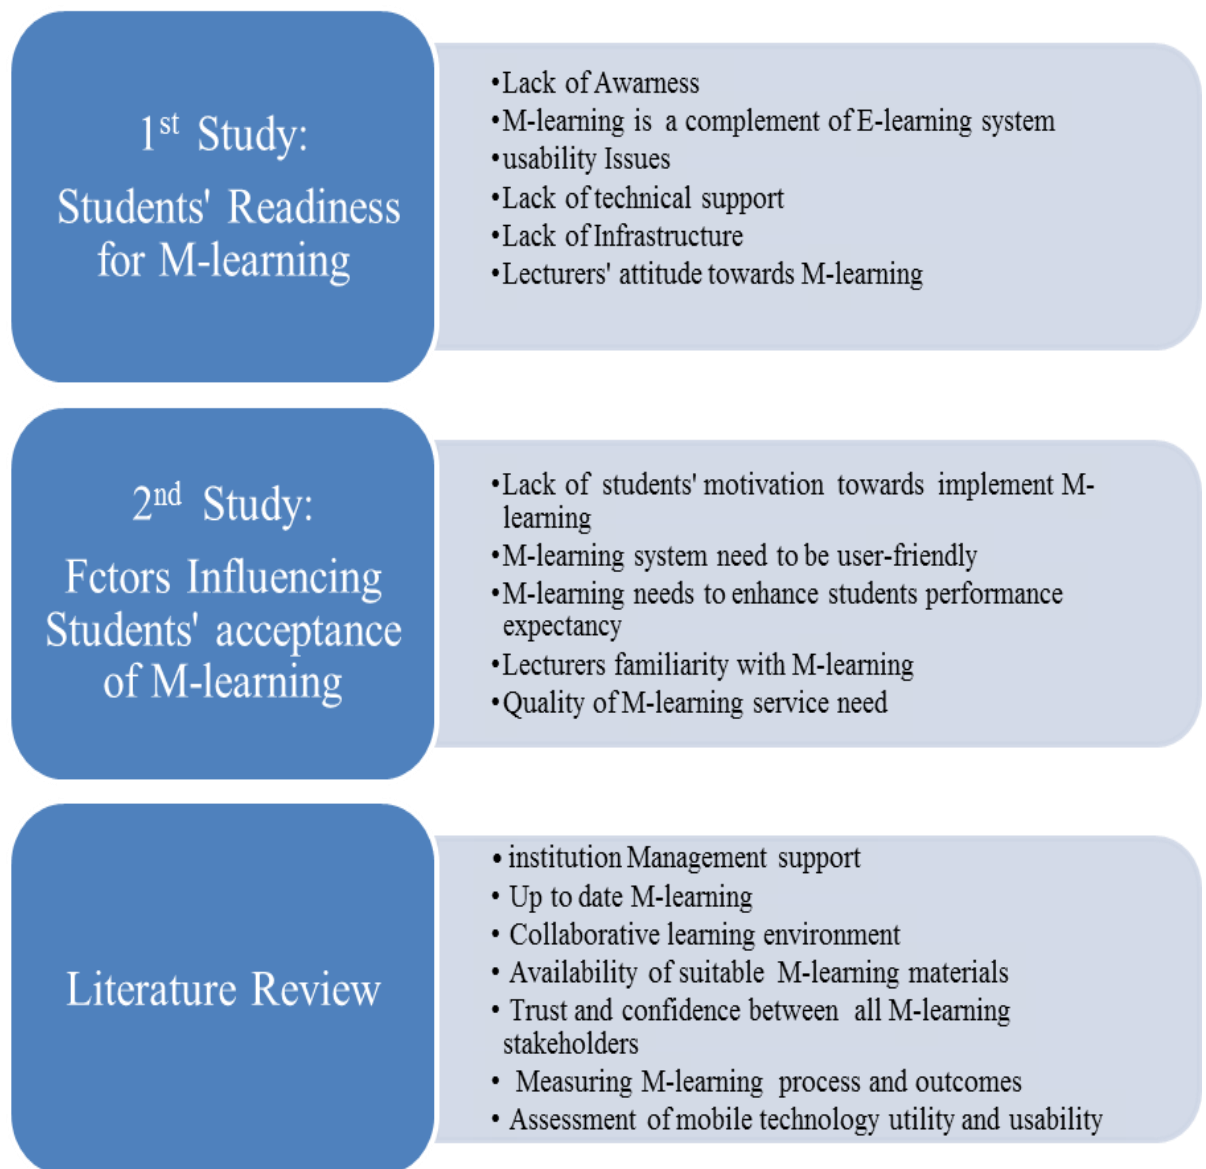 1st Study:
Students' Readiness
for M-learning
•Lack of Awarness
•M-learning is a complement of E-learning system
•usability Issues
•Lack of technical support
•Lack of Infrastructure
•Lecturers' attitude towards M-learning
2nd Study:
Fctors Influencing
Students' acceptance
of M-learning
•Lack of students' motivation towards implement M-
learning
•M-learning system need to be user-friendly
•M-learning needs to enhance students performance
expectancy
•Lecturers familiarity with M-learning
•Quality of M-learning service need
Literature Review
• institution Management support
• Up to date M-learning
• Collaborative learning environment
• Availability of suitable M-learning materials
• Trust and confidence between all M-learning
stakeholders
• Measuring M-learning process and outcomes
• Assessment of mobile technology utility and usability